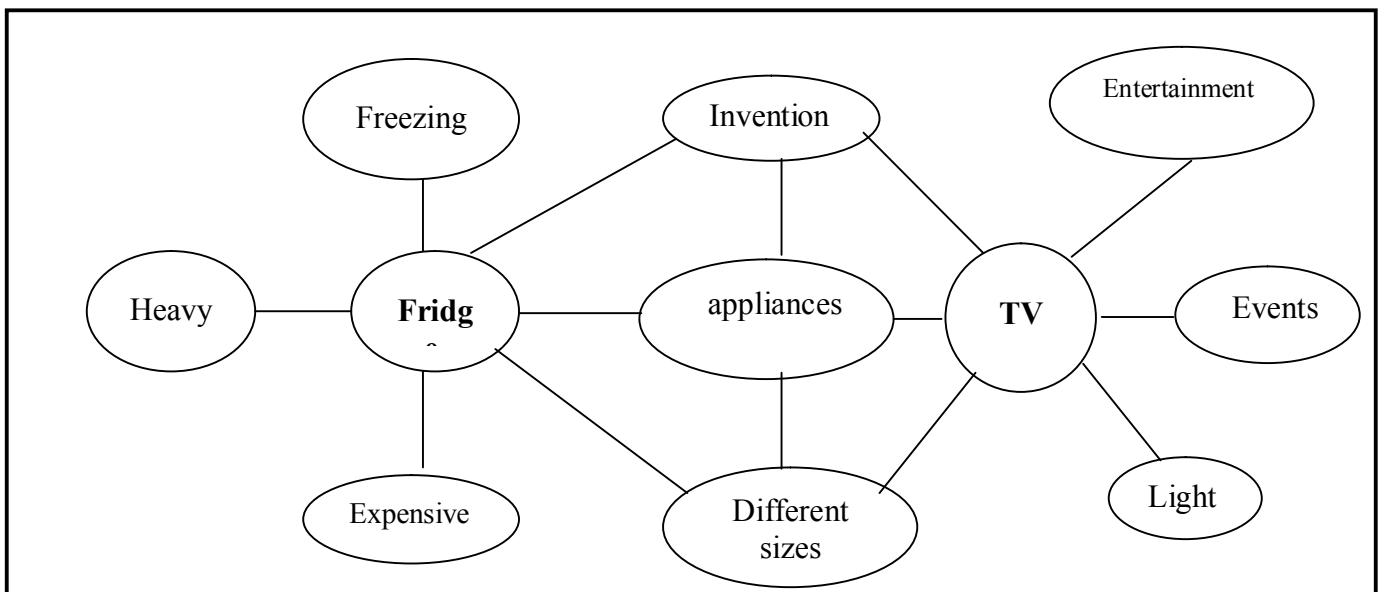 Entertainment
Freezing
Invention
Heavy
Fridg
appliances
TV
Events
Expensive
Different
sizes
Light